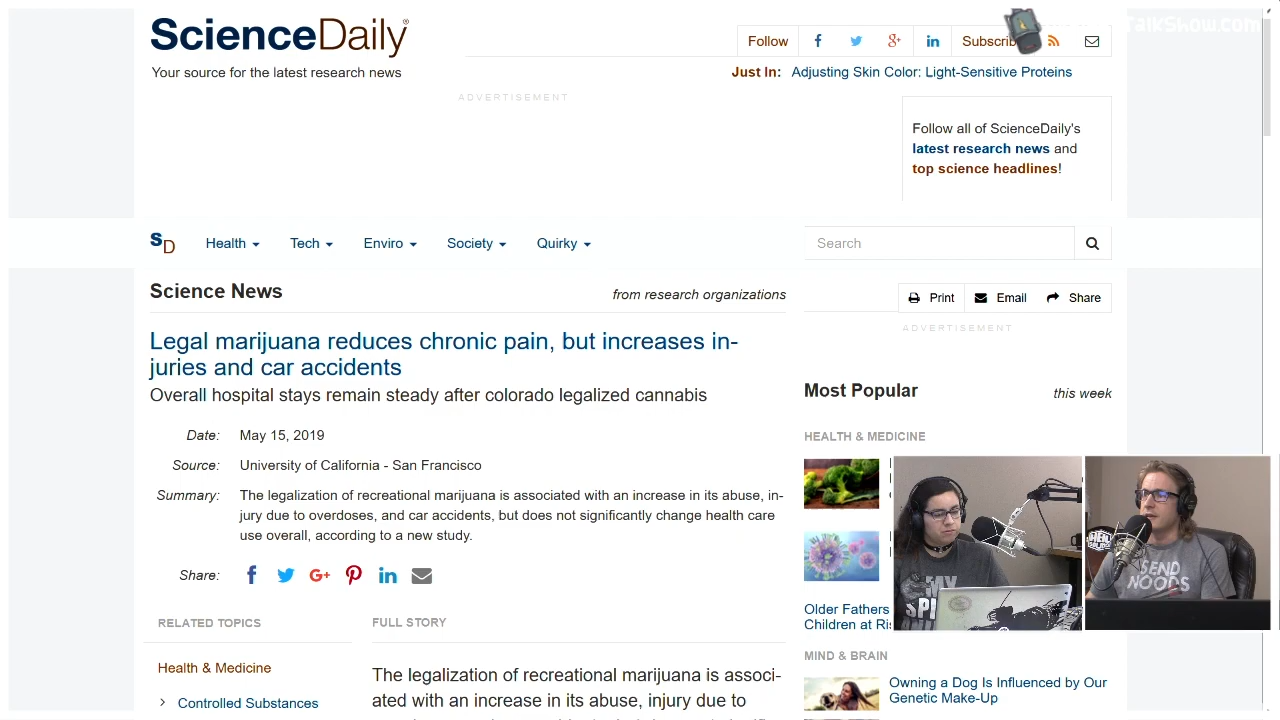 ScienceDaily®
Your source for the latest research news
Follow
Subscrib
TalkShow.com
Just In: Adjusting Skin Color: Light-Sensitive Proteins
ADVERTISEMENT
Follow all of ScienceDaily's
latest research news and
top science headlines!
SD Health Tech Enviro Society Quirky
Search
Science News
from research organizations
Print Email Share
ADVERTISEMENT
Legal marijuana reduces chronic pain, but increases in-
juries and car accidents
Overall hospital stays remain steady after colorado legalized cannabis
Date: May 15, 2019
Source: University of California - San Francisco
Summary: The legalization of recreational marijuana is associated with an increase in its abuse, in-
jury due to overdoses, and car accidents, but does not significantly change health care
use overall, according to a new study.
Share:
RELATED TOPICS
Health & Medicine
Controlled Substances
FULL STORY
The legalization of recreational marijuana is associ-
ated with an increase in its abuse, injury due to
Most Popular
this week
HEALTH & MEDICINE
Older Fathers
Children at Ri
MIND & BRAIN
Owning a Dog Is Influenced by Our
Genetic Make-Up
MY
SEND
NOODS